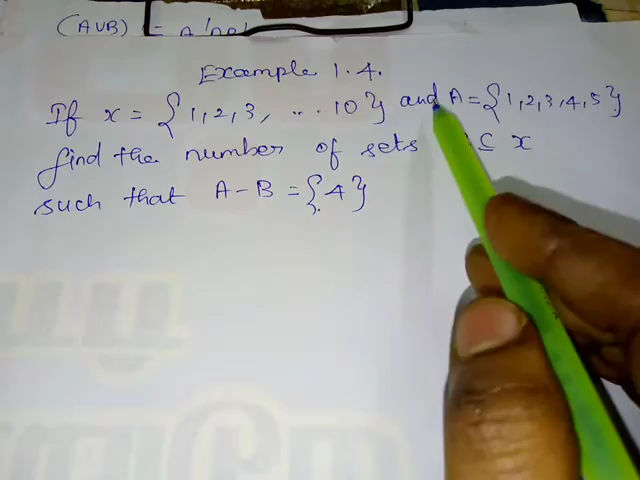 (AUB) = A'∩B'
Example 1.4.
If x = {1,2,3, ... 10} and A = {1,2,3,4,5}
find the number of sets ⊆ x
such that A-B = {4}